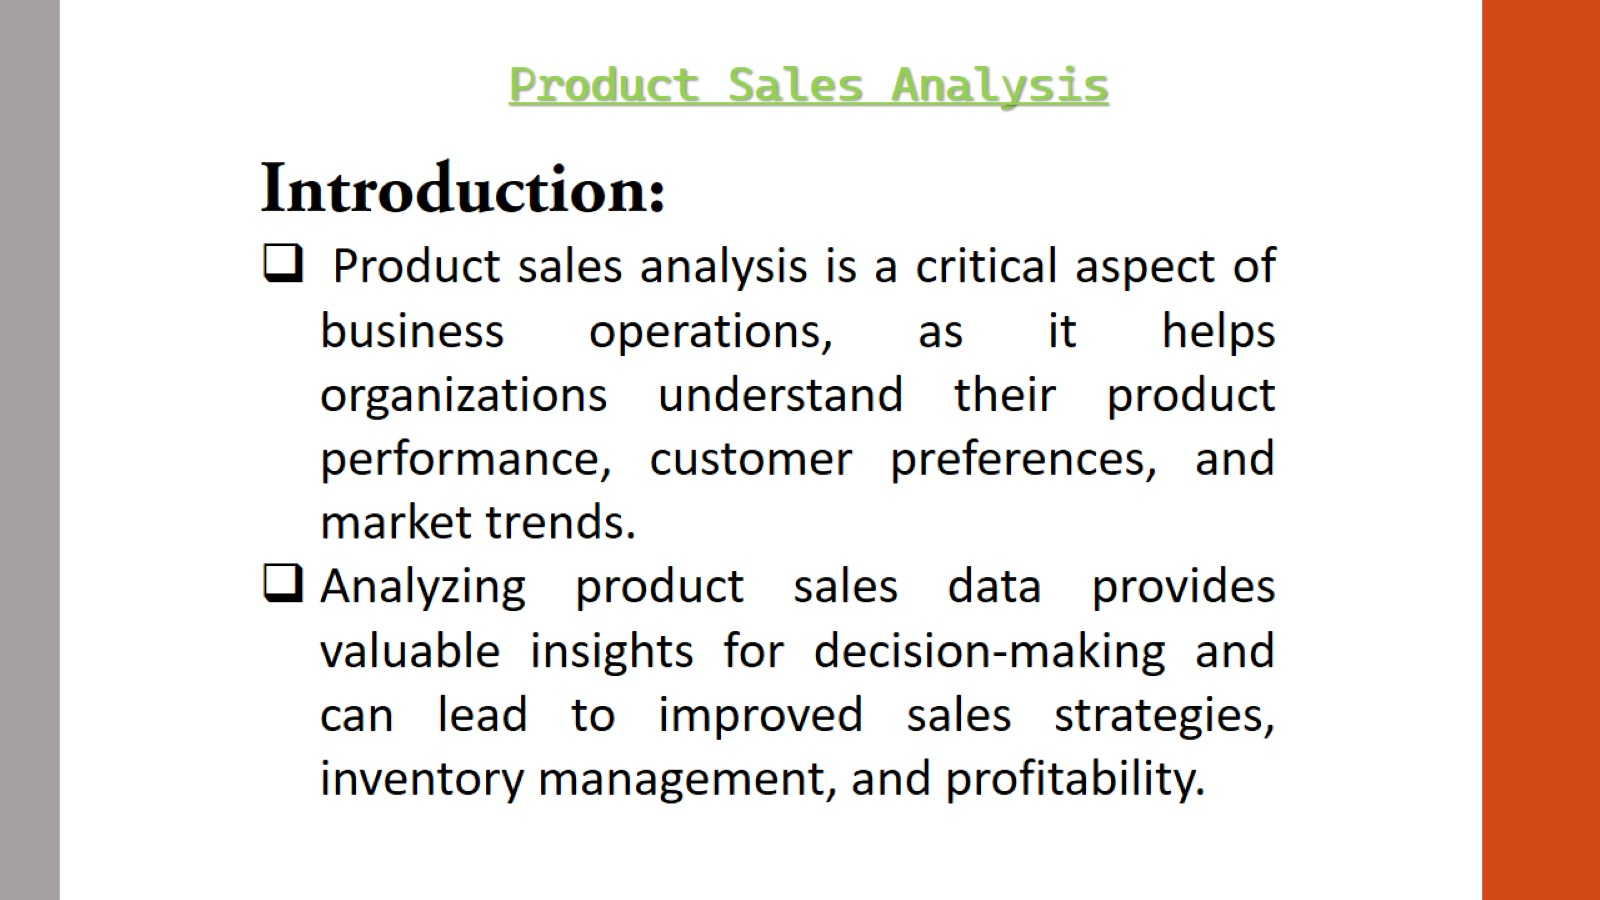 Product Sales Analysis
Introduction:
❑ Product sales analysis is a critical aspect of
business operations, as it helps
organizations understand their product
performance, customer preferences, and
market trends.
❑ Analyzing product sales data provides
valuable insights for decision-making and
can lead to improved sales strategies,
inventory management, and profitability.